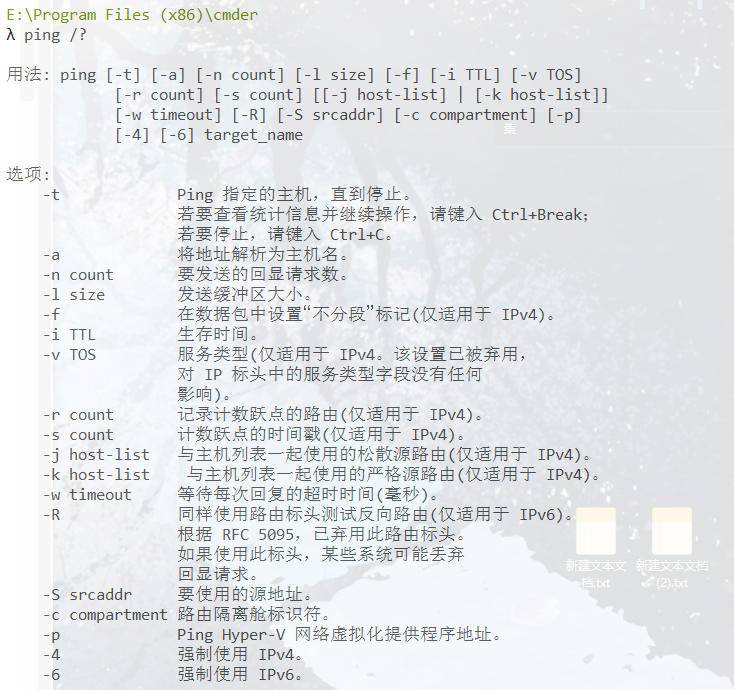 E:\Program Files (x86)\cmder
λ ping /?
用法: ping [-t] [-a] [-n count] [-l size] [-f] [-i TTL] [-v TOS]
[-r count] [-s count] [[-j host-list] | [-k host-list]]
[-w timeout] [-R] [-S srcaddr] [-c compartment] [-p]
[-4] [-6] target_name
集
选项:
-t Ping 指定的主机，直到停止。
若要查看统计信息并继续操作，请键入 Ctrl+Break;
若要停止，请键入 Ctrl+C。
-a 将地址解析为主机名。
-n count 要发送的回显请求数。
-l size 发送缓冲区大小。
-f 在数据包中设置“不分段”标记(仅适用于 IPv4)。
-i TTL 生存时间。
-v TOS 服务类型(仅适用于 IPv4。该设置已被弃用，
对 IP 标头中的服务类型字段没有任何
影响)。
-r count 记录计数跃点的路由(仅适用于 IPv4)。
-s count 计数跃点的时间戳(仅适用于 IPv4)。
-j host-list 与主机列表一起使用的松散源路由(仅适用于 IPv4)。
-k host-list 与主机列表一起使用的严格源路由(仅适用于 IPv4)。
-w timeout 等待每次回复的超时时间(毫秒)。
-R 同样使用路由标头测试反向路由(仅适用于 IPv6)。
根据 RFC 5095，已弃用此路由标头。
如果使用此标头，某些系统可能丢弃
回显请求。
-S srcaddr 要使用的源地址。
-c compartment 路由隔离舱标识符。
-p Ping Hyper-V 网络虚拟化提供程序地址。
-4 强制使用 IPv4。
-6 强制使用 IPv6。
新建文本文
档.txt
新建文本文档
(2).txt